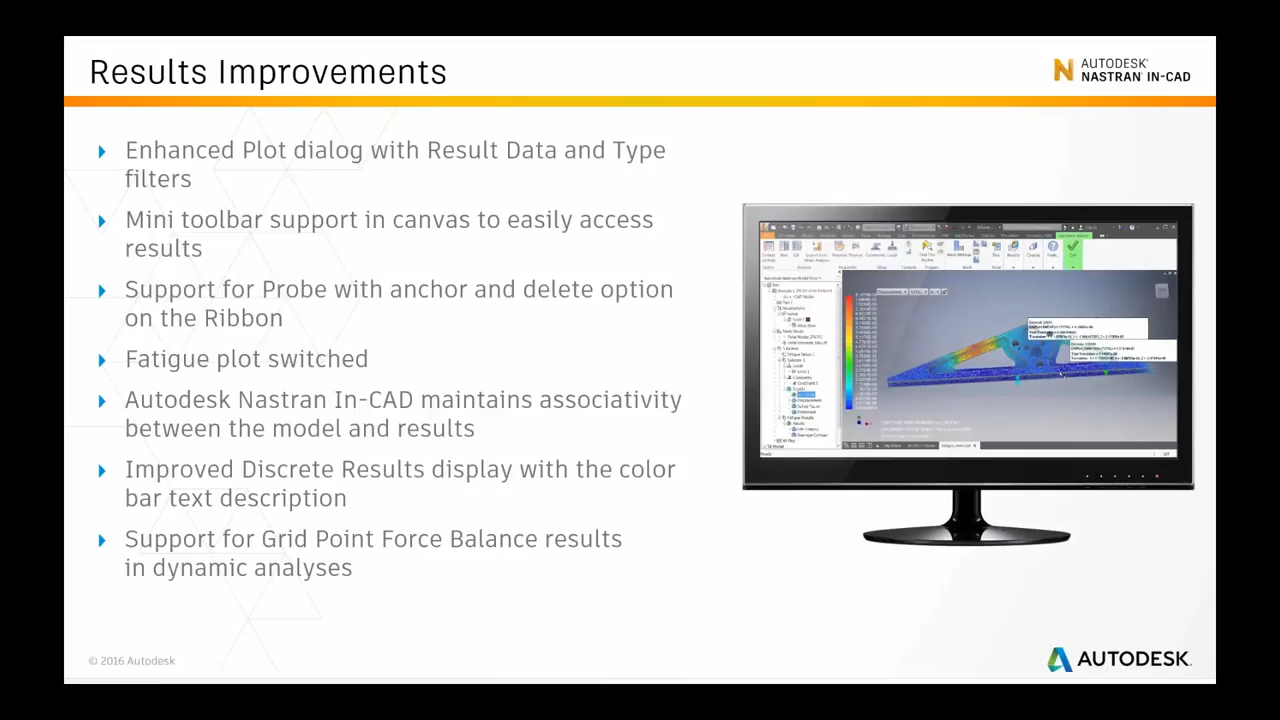 Results Improvements
AUTODESK®
NASTRAN® IN-CAD
Enhanced Plot dialog with Result Data and Type
filters
Mini toolbar support in canvas to easily access
results
Support for Probe with anchor and delete option
on the Ribbon
Fatigue plot switched
Autodesk Nastran In-CAD maintains associativity
between the model and results
Improved Discrete Results display with the color
bar text description
Support for Grid Point Force Balance results
in dynamic analyses
© 2016 Autodesk
AUTODESK.